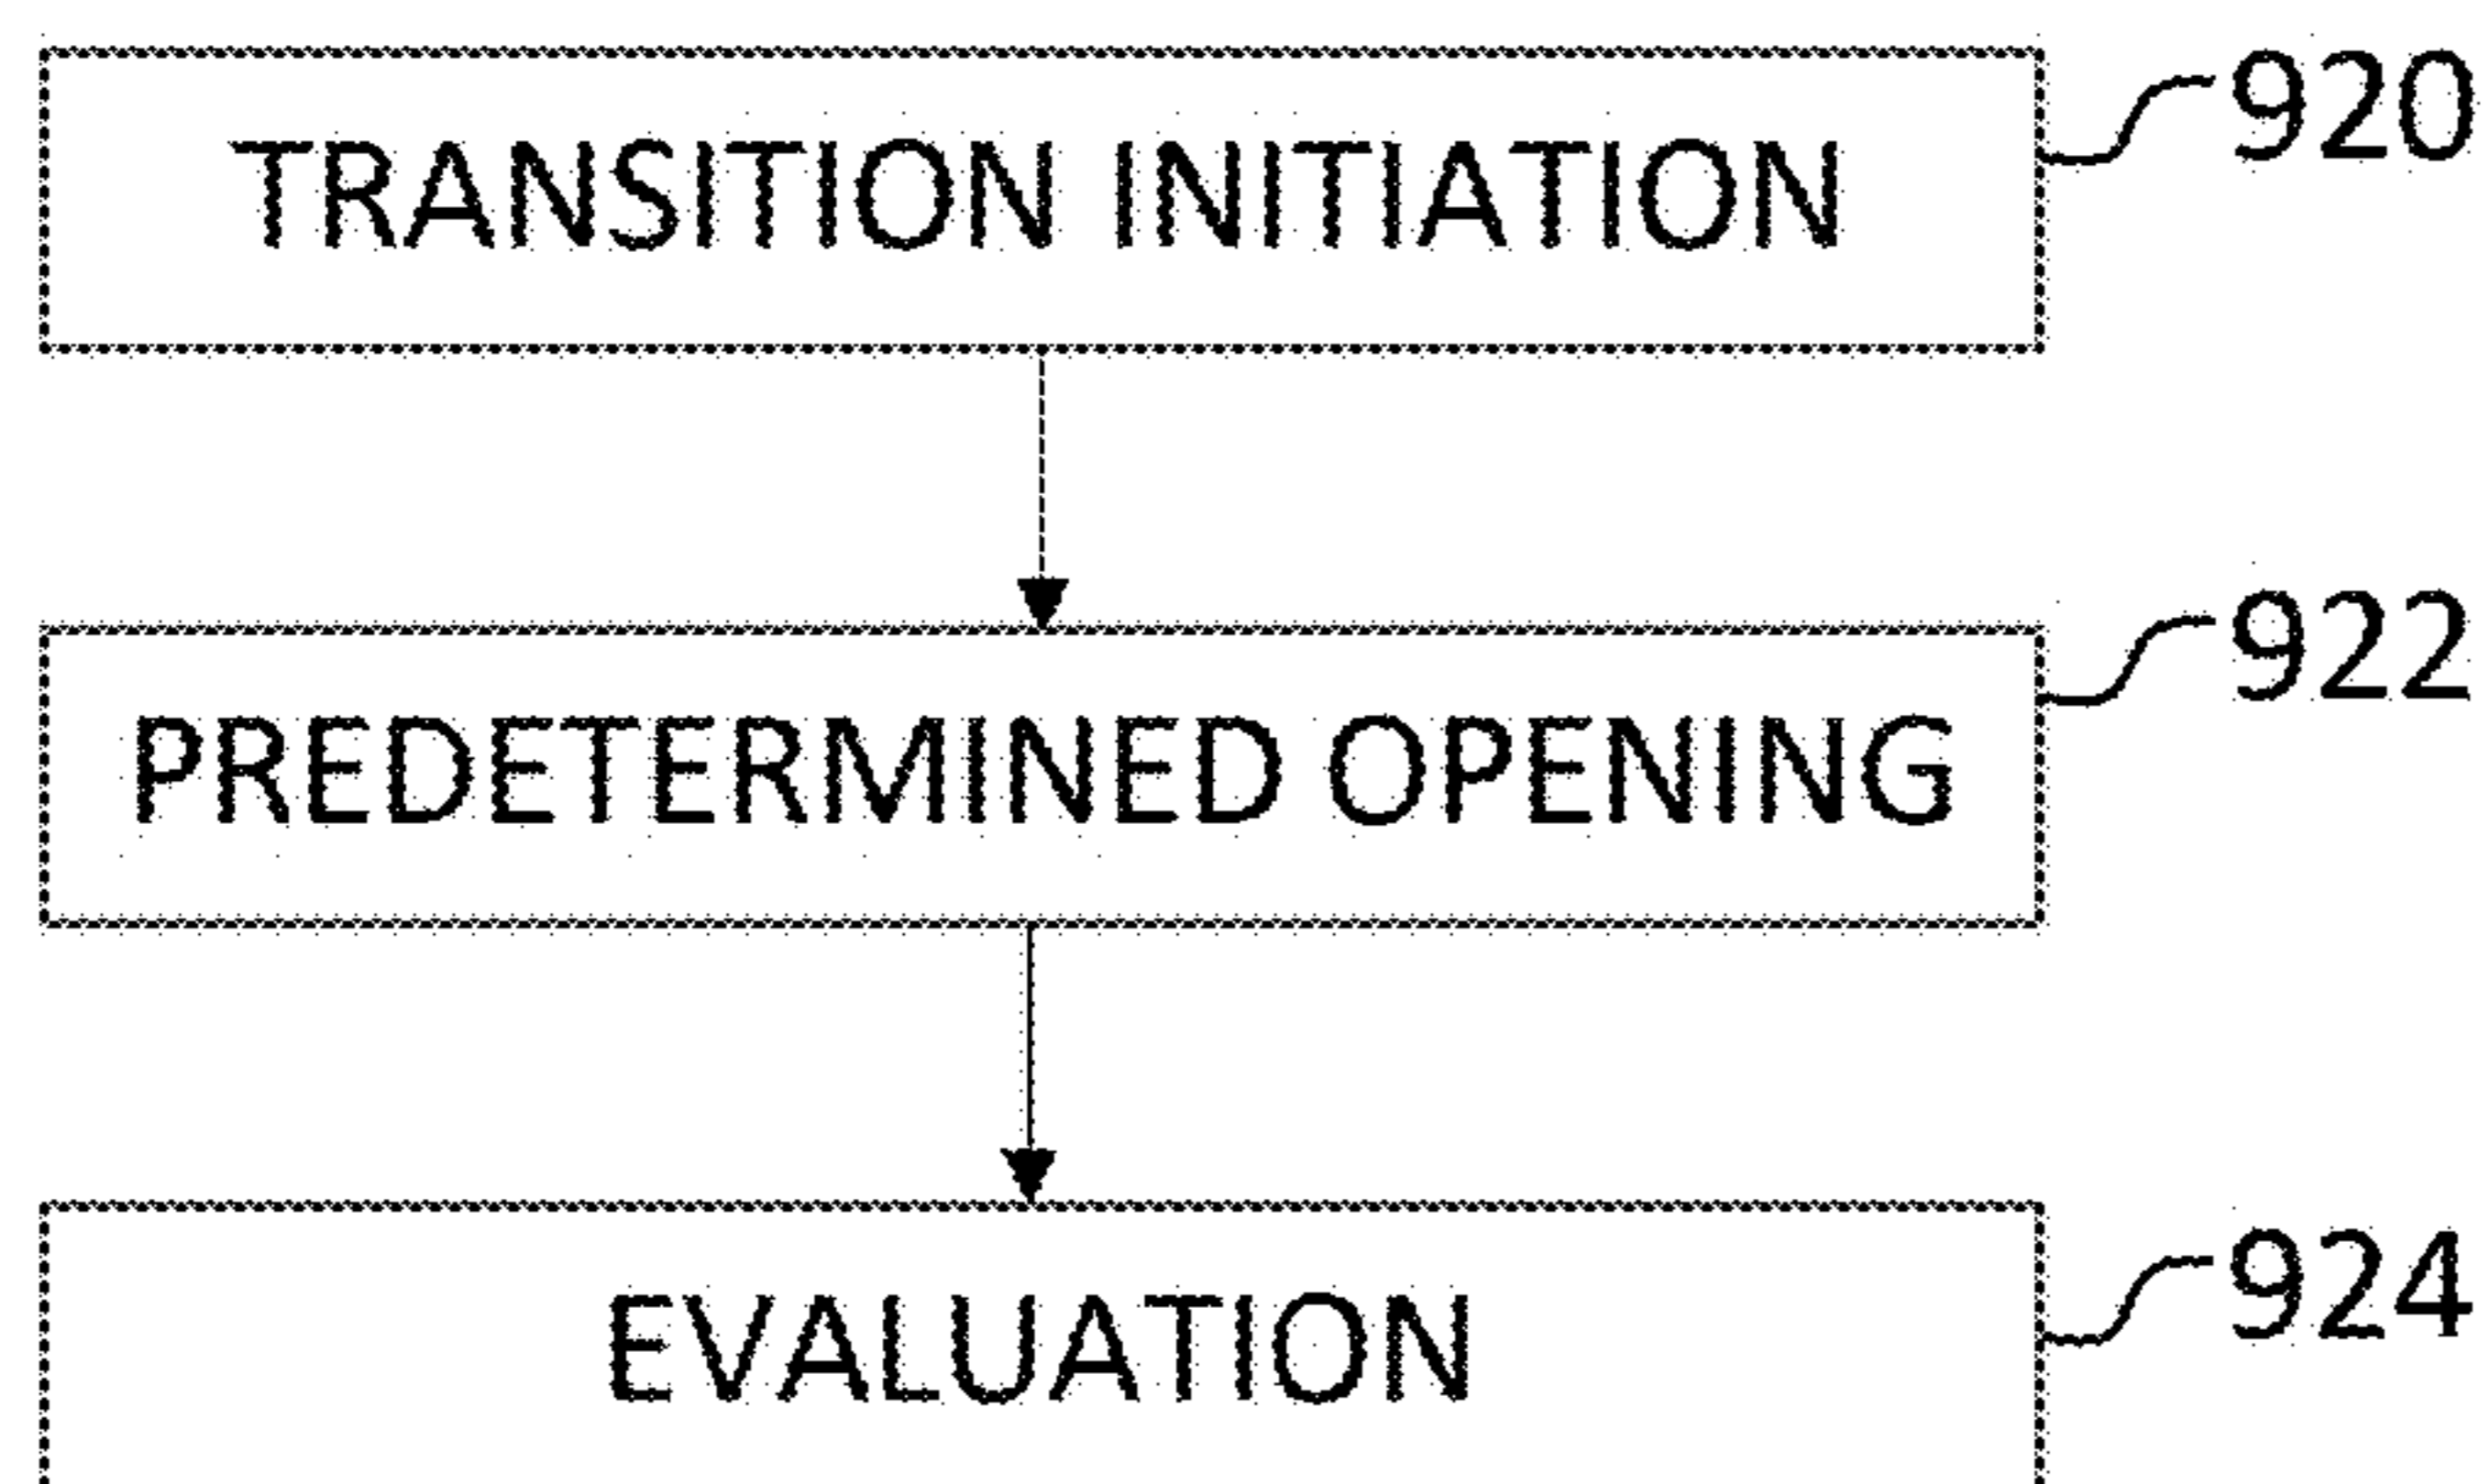 TRANSITION INITIATION
920
PREDETERMINED OPENING
922
EVALUATION
924